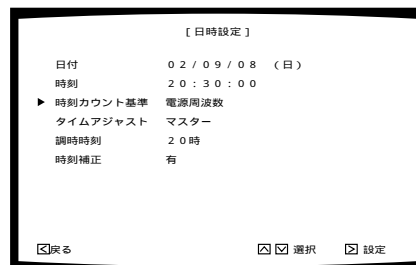 [日時設定]
日付 02/09/08 (日)
時刻 20:30:00
▶ 時刻カウント基準 電源周波数
タイムアジャスト マスター
調時時刻 20時
時刻補正 有
戻る 選択 設定